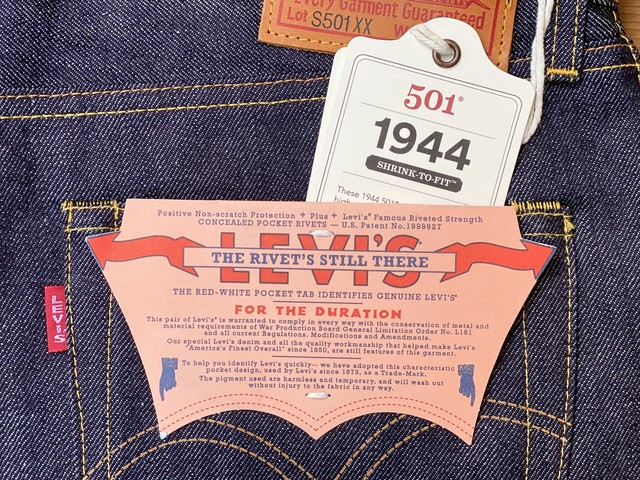 Every Garment Guaranteed
Lot S501XX W
501®
1944
SHRINK-TO-FIT™
These 1944 501®
Positive Non-scratch Protection + Plus + Levi's® Famous Riveted Strength
CONCEALED POCKET RIVETS — U.S. Patent No.1999927
LEVI'S®
THE RIVET'S STILL THERE
THE RED-WHITE POCKET TAB IDENTIFIES GENUINE LEVI'S®
FOR THE DURATION
This pair of Levi's® is warranted to comply in every way with the conservation of metal and
material requirements of War Production Board General Limitation Order No. L181
and all current Regulations, Modifications and Amendments.
Our special Levi's denim and all the quality workmanship that helped make Levi's
"America's Finest Overall" since 1850, are still features of this garment.
To help you identify Levi's quickly-- we have adopted this characteristic
pocket design, used by Levi's since 1873, as a Trade-Mark.
The pigment used are harmless and temporary, and will wash out
without injury to the fabric in any way.
LEVI'S